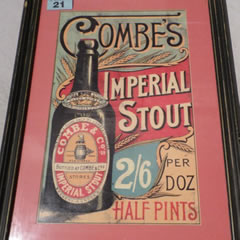 21
COMBE'S
IMPERIAL
STOUT
COMBE & Co's
IMPERIAL STOUT
2/6
PER
DOZ
HALF PINTS